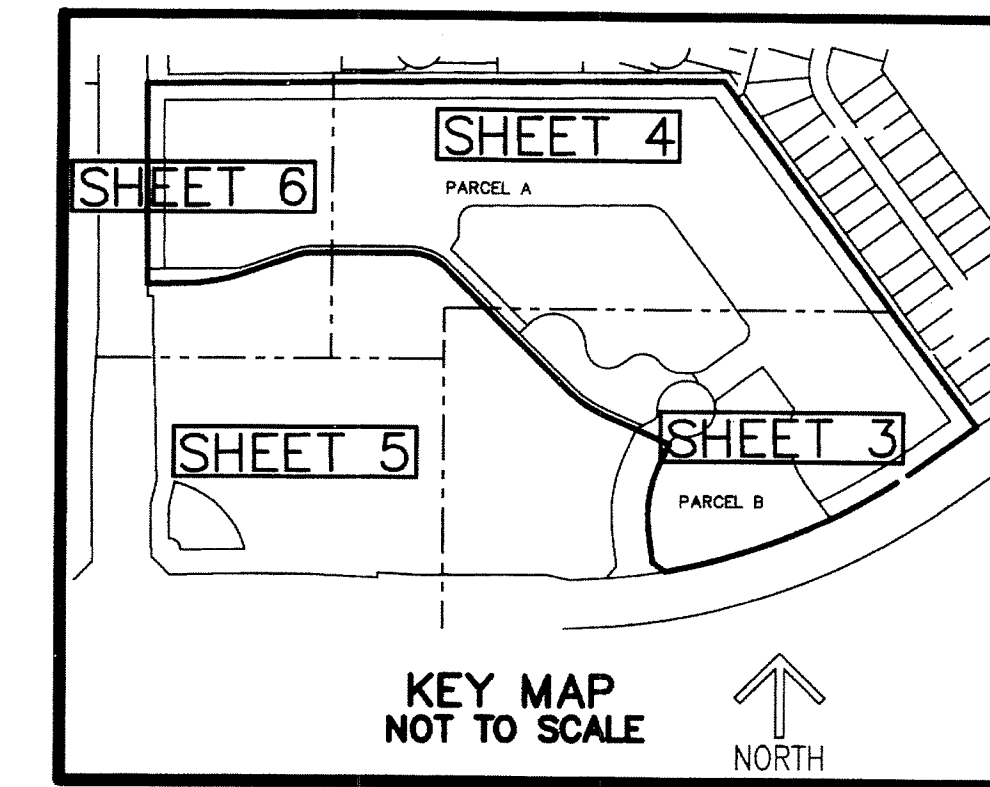 SHEET 4
SHEET 6
PARCEL A
SHEET 3
SHEET 5
PARCEL B
KEY MAP
NOT TO SCALE
NORTH